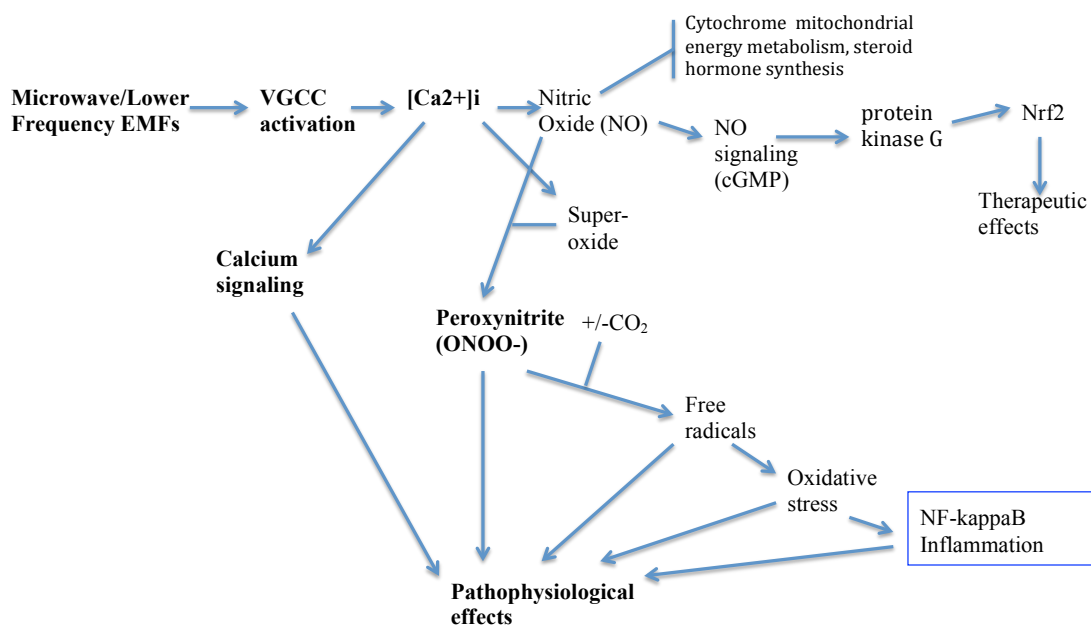 Cytochrome mitochondrial
energy metabolism, steroid
hormone synthesis
Microwave/Lower
Frequency EMFs
VGCC
activation
[Ca2+]i
Nitric
Oxide (NO)
NO
signaling
(cGMP)
protein
kinase G
Nrf2
Therapeutic
effects
Super-
oxide
Calcium
signaling
Peroxynitrite
(ONOO-)
+/-CO₂
Free
radicals
Oxidative
stress
NF-kappaB
Inflammation
Pathophysiological
effects